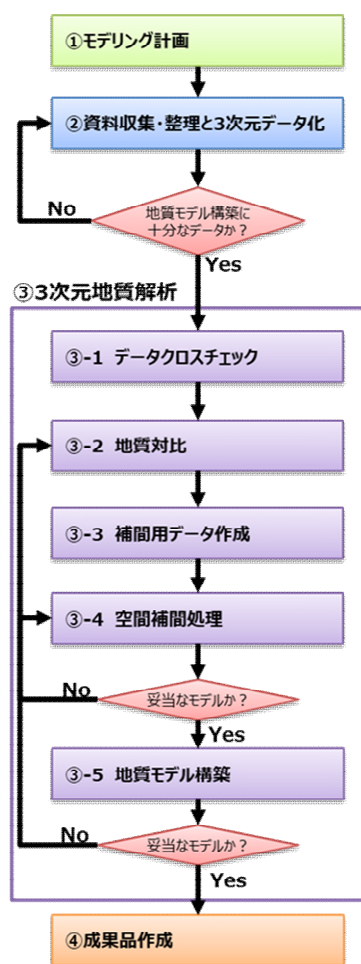 ①モデリング計画
②資料収集・整理と3次元データ化
No
地質モデル構築に
十分なデータか？
Yes
③3次元地質解析
③-1 データクロスチェック
③-2 地質対比
③-3 補間用データ作成
③-4 空間補間処理
No
妥当なモデルか？
Yes
③-5 地質モデル構築
No
妥当なモデルか？
Yes
④成果品作成